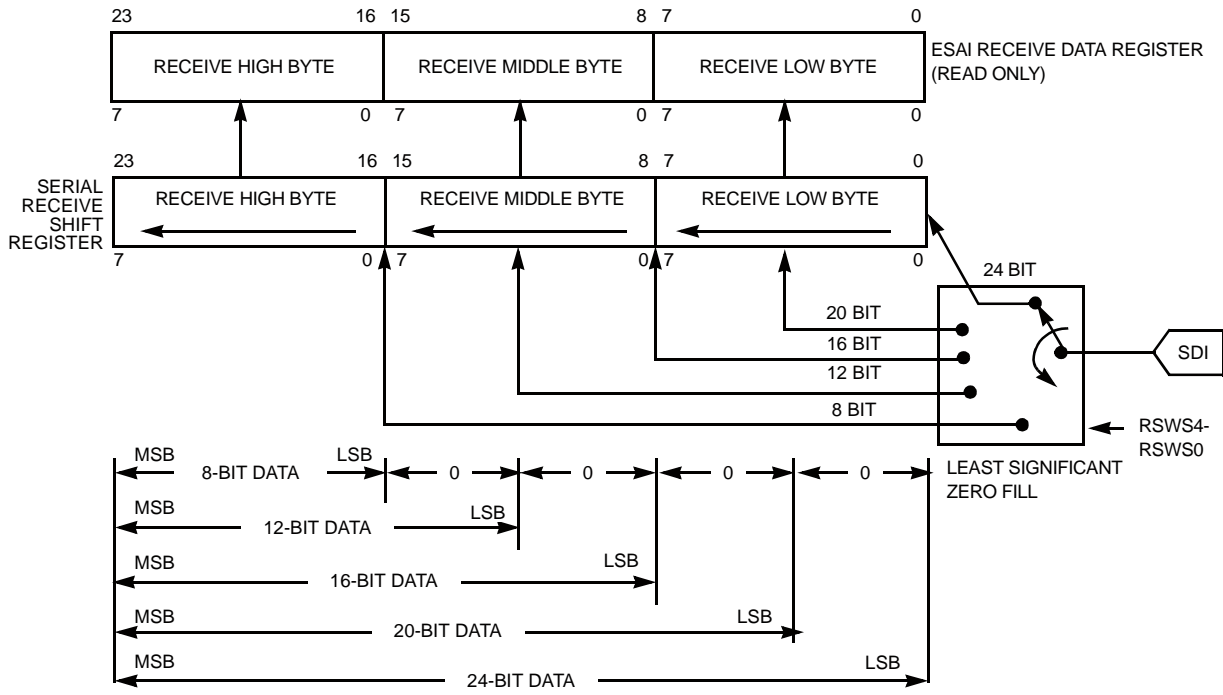 23 16 15 8 7 0
RECEIVE HIGH BYTE RECEIVE MIDDLE BYTE RECEIVE LOW BYTE
ESAI RECEIVE DATA REGISTER
(READ ONLY)
7 0 7 0 7 0
23 16 15 8 7 0
SERIAL
RECEIVE
SHIFT
REGISTER
RECEIVE HIGH BYTE RECEIVE MIDDLE BYTE RECEIVE LOW BYTE
7 0 7 0 7 0
24 BIT
20 BIT
16 BIT
12 BIT
8 BIT
SDI
RSWS4-
RSWS0
MSB LSB
8-BIT DATA 0 0 0 0
LEAST SIGNIFICANT
ZERO FILL
MSB LSB
12-BIT DATA
MSB LSB
16-BIT DATA
MSB LSB
20-BIT DATA
MSB LSB
24-BIT DATA